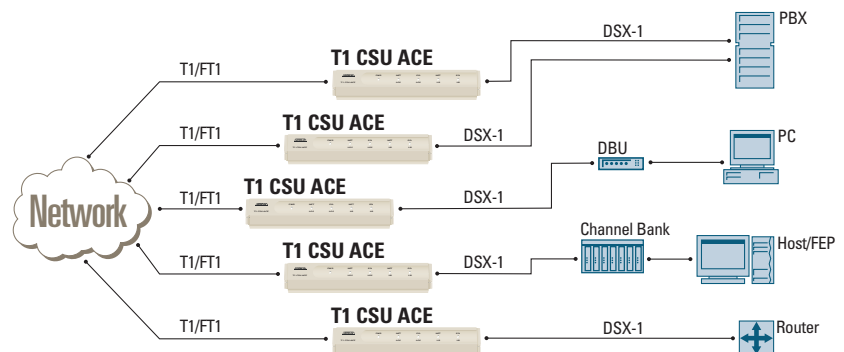 DSX-1
PBX
T1 CSU ACE
T1/FT1
T1 CSU ACE
T1/FT1
DSX-1
DBU
PC
T1 CSU ACE
T1/FT1
DSX-1
Network
Channel Bank
Host/FEP
T1 CSU ACE
T1/FT1
DSX-1
T1 CSU ACE
T1/FT1
DSX-1
Router